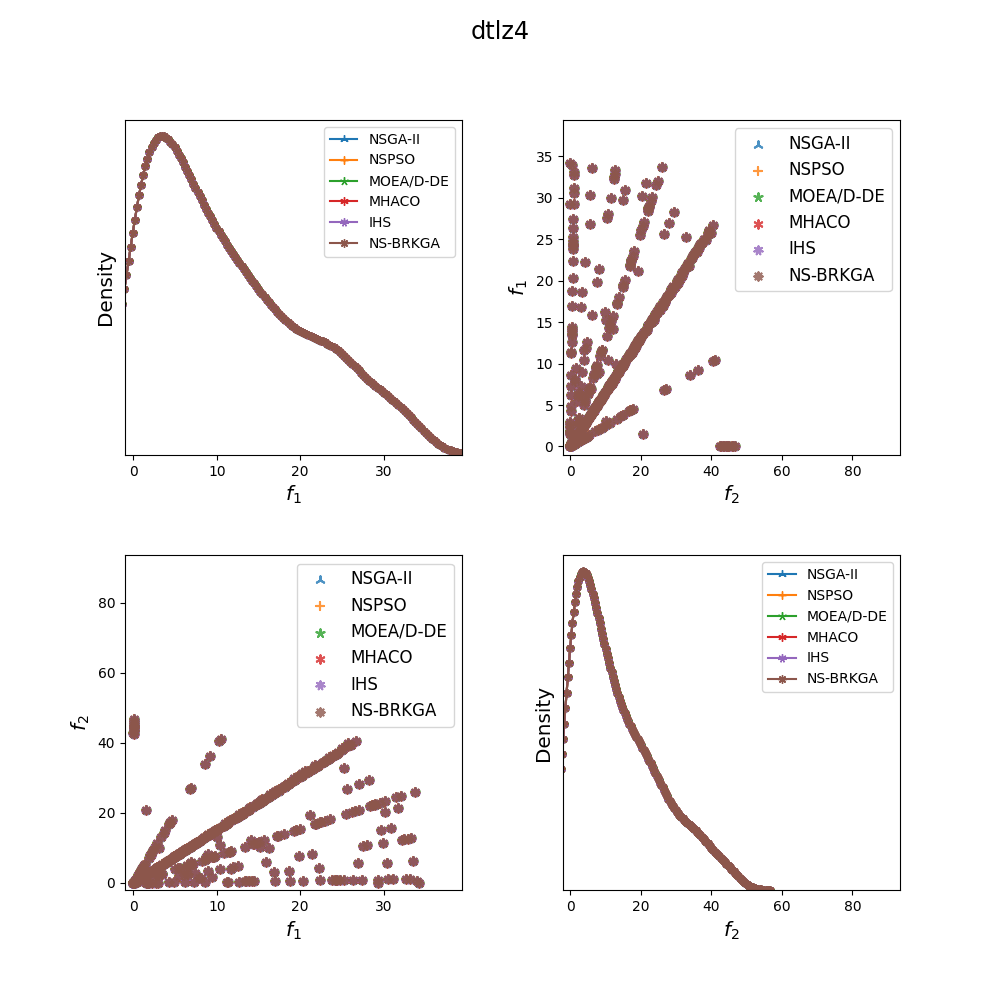 dtlz4
Density
NSGA-II
NSPSO
MOEA/D-DE
MHACO
IHS
NS-BRKGA
0 10 20 30
f1
f1
35
30
25
20
15
10
5
0
NSGA-II
NSPSO
MOEA/D-DE
MHACO
IHS
NS-BRKGA
0 20 40 60 80
f2
f2
80
60
40
20
0
NSGA-II
NSPSO
MOEA/D-DE
MHACO
IHS
NS-BRKGA
0 10 20 30
f1
Density
NSGA-II
NSPSO
MOEA/D-DE
MHACO
IHS
NS-BRKGA
0 20 40 60 80
f2